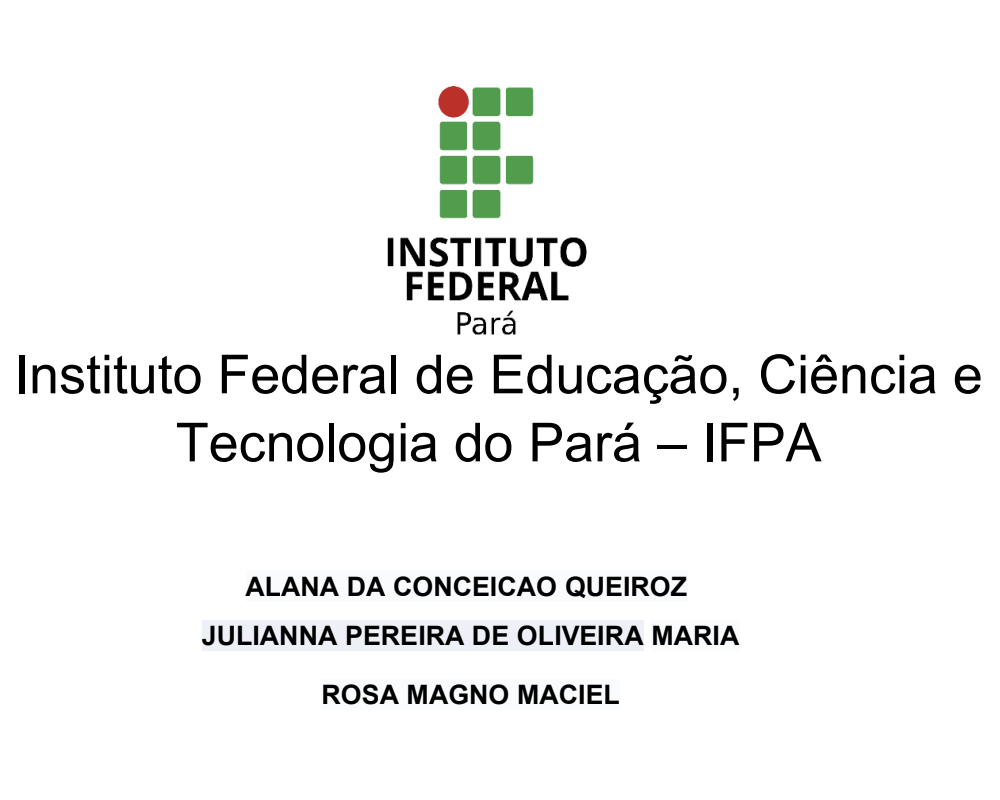 INSTITUTO
FEDERAL
Pará
Instituto Federal de Educação, Ciência e
Tecnologia do Pará – IFPA
ALANA DA CONCEICAO QUEIROZ
JULIANNA PEREIRA DE OLIVEIRA MARIA
ROSA MAGNO MACIEL